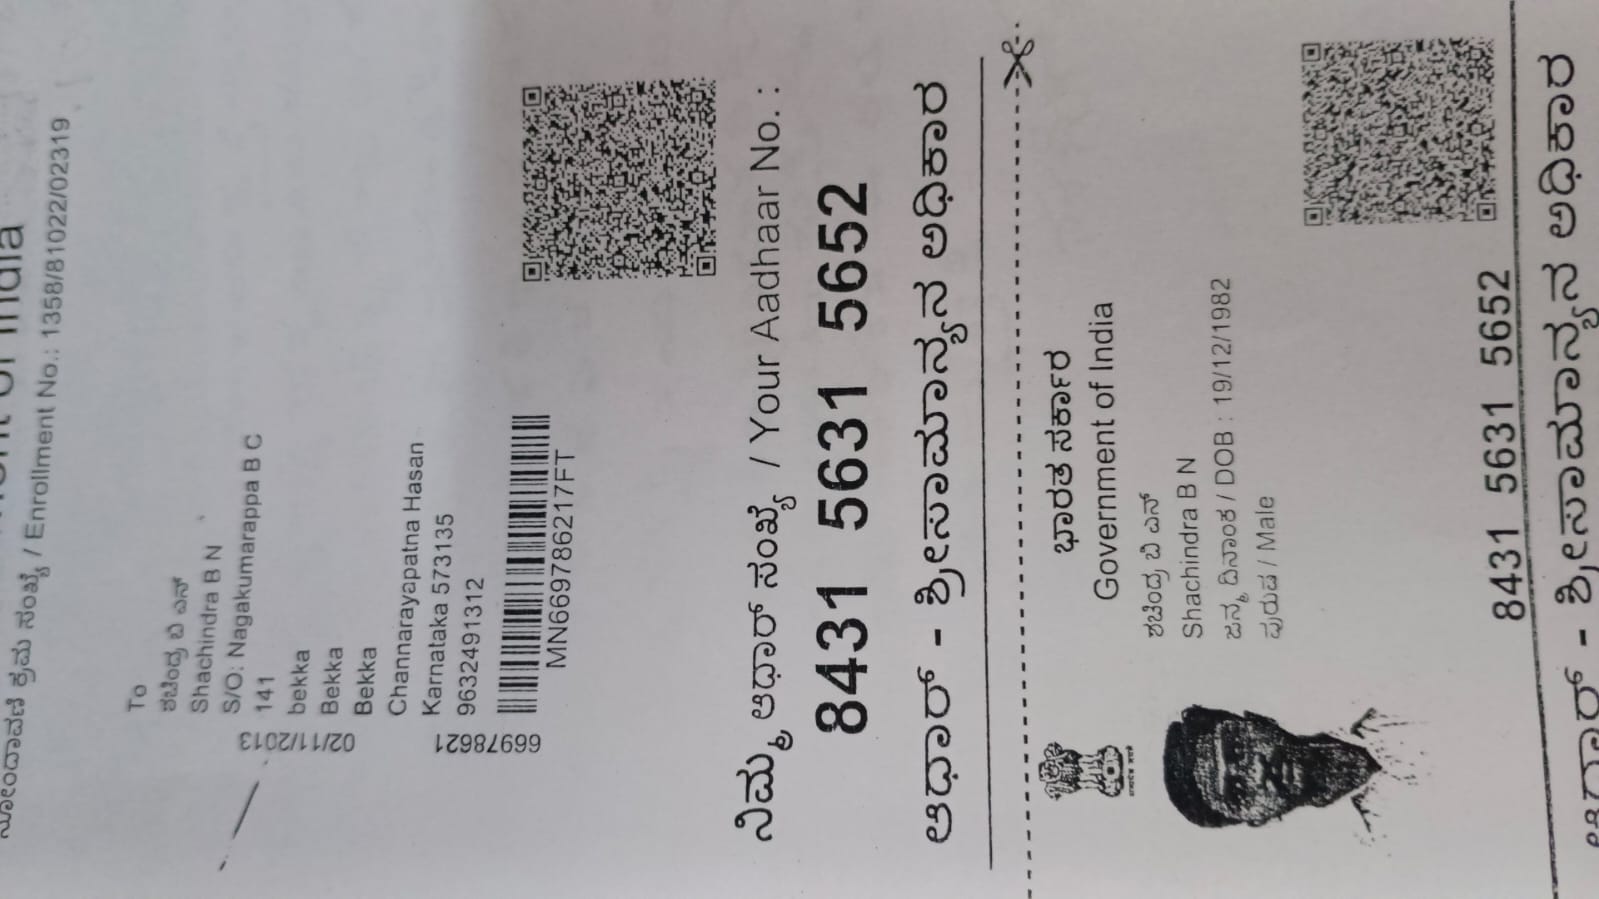 ನೋಂದಾವಣೆ ಕ್ರಮ ಸಂಖ್ಯೆ / Enrollment No.: 1358/81022/02319
To
ಶಚೀಂದ್ರ ಬಿ ಎನ್
Shachindra B N
S/O: Nagakumarappa B C
141
bekka
Bekka
Bekka
Channarayapatna Hasan
Karnataka 573135
9632491312
02/11/2013
66978621
MN669786217FT
ನಿಮ್ಮ ಆಧಾರ್ ಸಂಖ್ಯೆ / Your Aadhaar No. :
8431 5631 5652
ಆಧಾರ್ - ಶ್ರೀಸಾಮಾನ್ಯನ ಅಧಿಕಾರ
ಭಾರತ ಸರ್ಕಾರ
Government of India
ಶಚೀಂದ್ರ ಬಿ ಎನ್
Shachindra B N
ಜನ್ಮ ದಿನಾಂಕ / DOB : 19/12/1982
ಪುರುಷ / Male
8431 5631 5652
ಆಧಾರ್ - ಶ್ರೀಸಾಮಾನ್ಯನ ಅಧಿಕಾರ